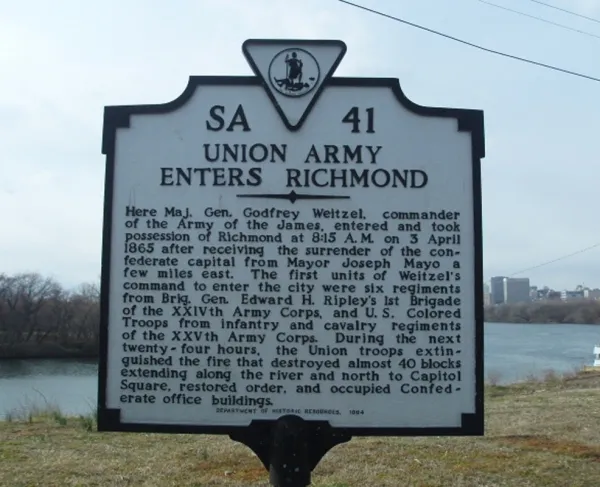 SA 41
UNION ARMY
ENTERS RICHMOND
Here Maj. Gen. Godfrey Weitzel, commander
of the Army of the James, entered and took
possession of Richmond at 8:15 A.M. on 3 April
1865 after receiving the surrender of the con-
federate capital from Mayor Joseph Mayo a
few miles east. The first units of Weitzel's
command to enter the city were six regiments
from Brig. Gen. Edward H. Ripley's 1st Brigade
of the XXIVth Army Corps, and U.S. Colored
Troops from infantry and cavalry regiments
of the XXVth Army Corps. During the next
twenty-four hours, the Union troops extin-
guished the fire that destroyed almost 40 blocks
extending along the river and north to Capitol
Square, restored order, and occupied Confed-
erate office buildings.
DEPARTMENT OF HISTORIC RESOURCES, 1994